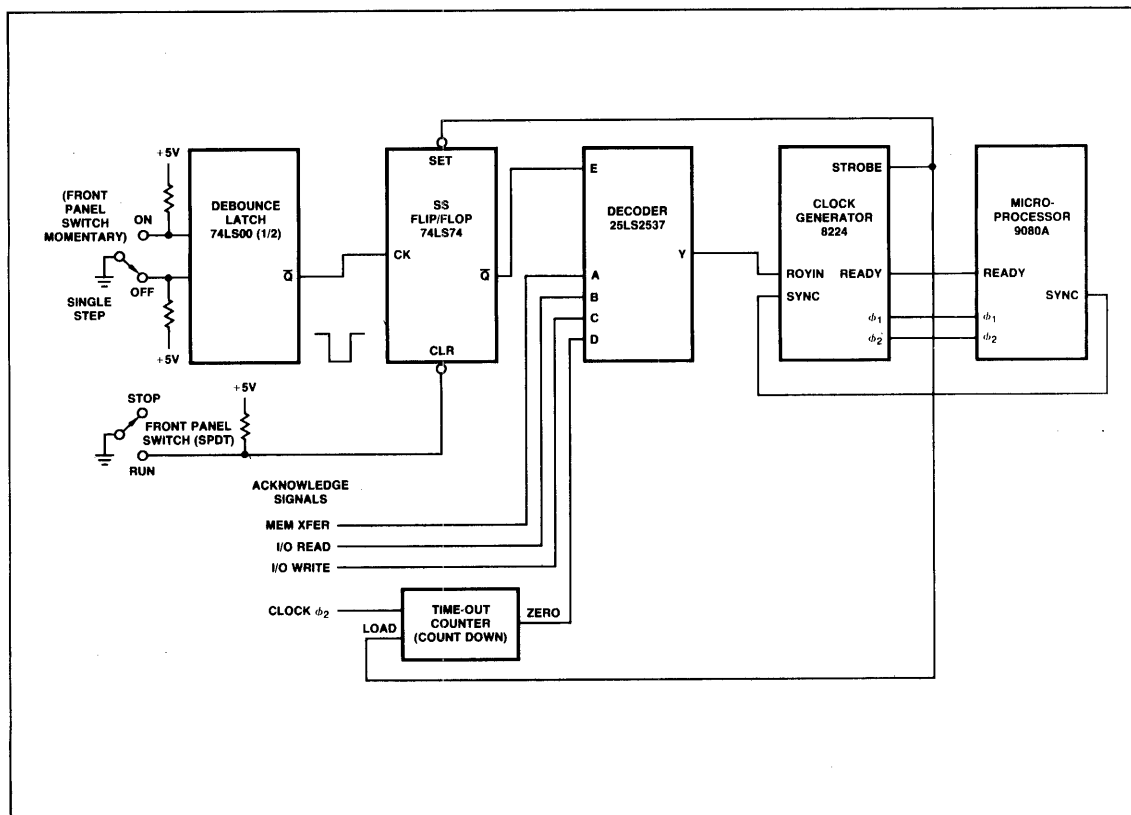 +5V
(FRONT
PANEL
SWITCH
MOMENTARY)
ON
OFF
SINGLE
STEP
+5V
DEBOUNCE
LATCH
74LS00 (1/2)
Q̅
SET
SS
FLIP/FLOP
74LS74
CK
Q̅
CLR
E
DECODER
25LS2537
Y
A
B
C
D
STROBE
CLOCK
GENERATOR
8224
ROYIN
READY
SYNC
ϕ1
ϕ2
MICRO-
PROCESSOR
9080A
READY
SYNC
ϕ1
ϕ2
+5V
STOP
FRONT PANEL
SWITCH (SPDT)
RUN
ACKNOWLEDGE
SIGNALS
MEM XFER
I/O READ
I/O WRITE
CLOCK ϕ2
LOAD
TIME-OUT
COUNTER
(COUNT DOWN)
ZERO